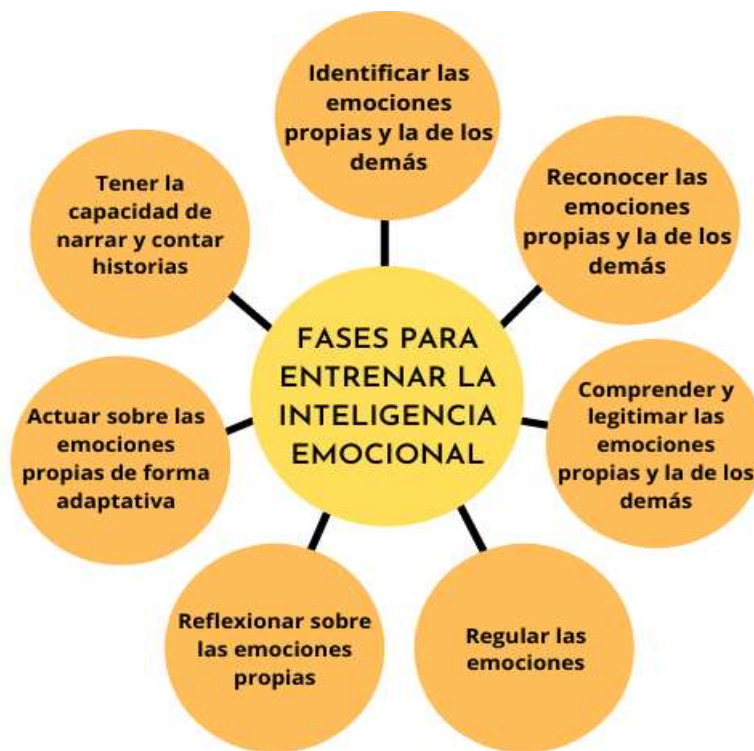 Identificar las
emociones
propias y la de los
demás
Reconocer las
emociones
propias y la de los
demás
Comprender y
legitimar las
emociones
propias y la de los
demás
Regular las
emociones
Reflexionar sobre
las emociones
propias
Actuar sobre las
emociones
propias de forma
adaptativa
Tener la
capacidad de
narrar y contar
historias
FASES PARA
ENTRENAR LA
INTELIGENCIA
EMOCIONAL